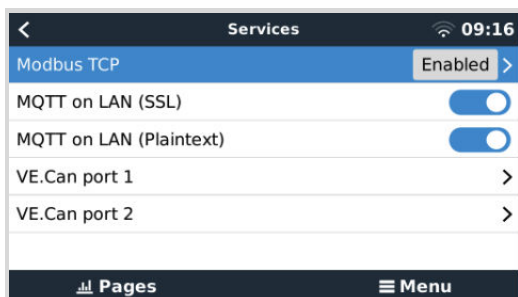 Services 09:16
Modbus TCP Enabled
MQTT on LAN (SSL)
MQTT on LAN (Plaintext)
VE.Can port 1
VE.Can port 2
Pages Menu